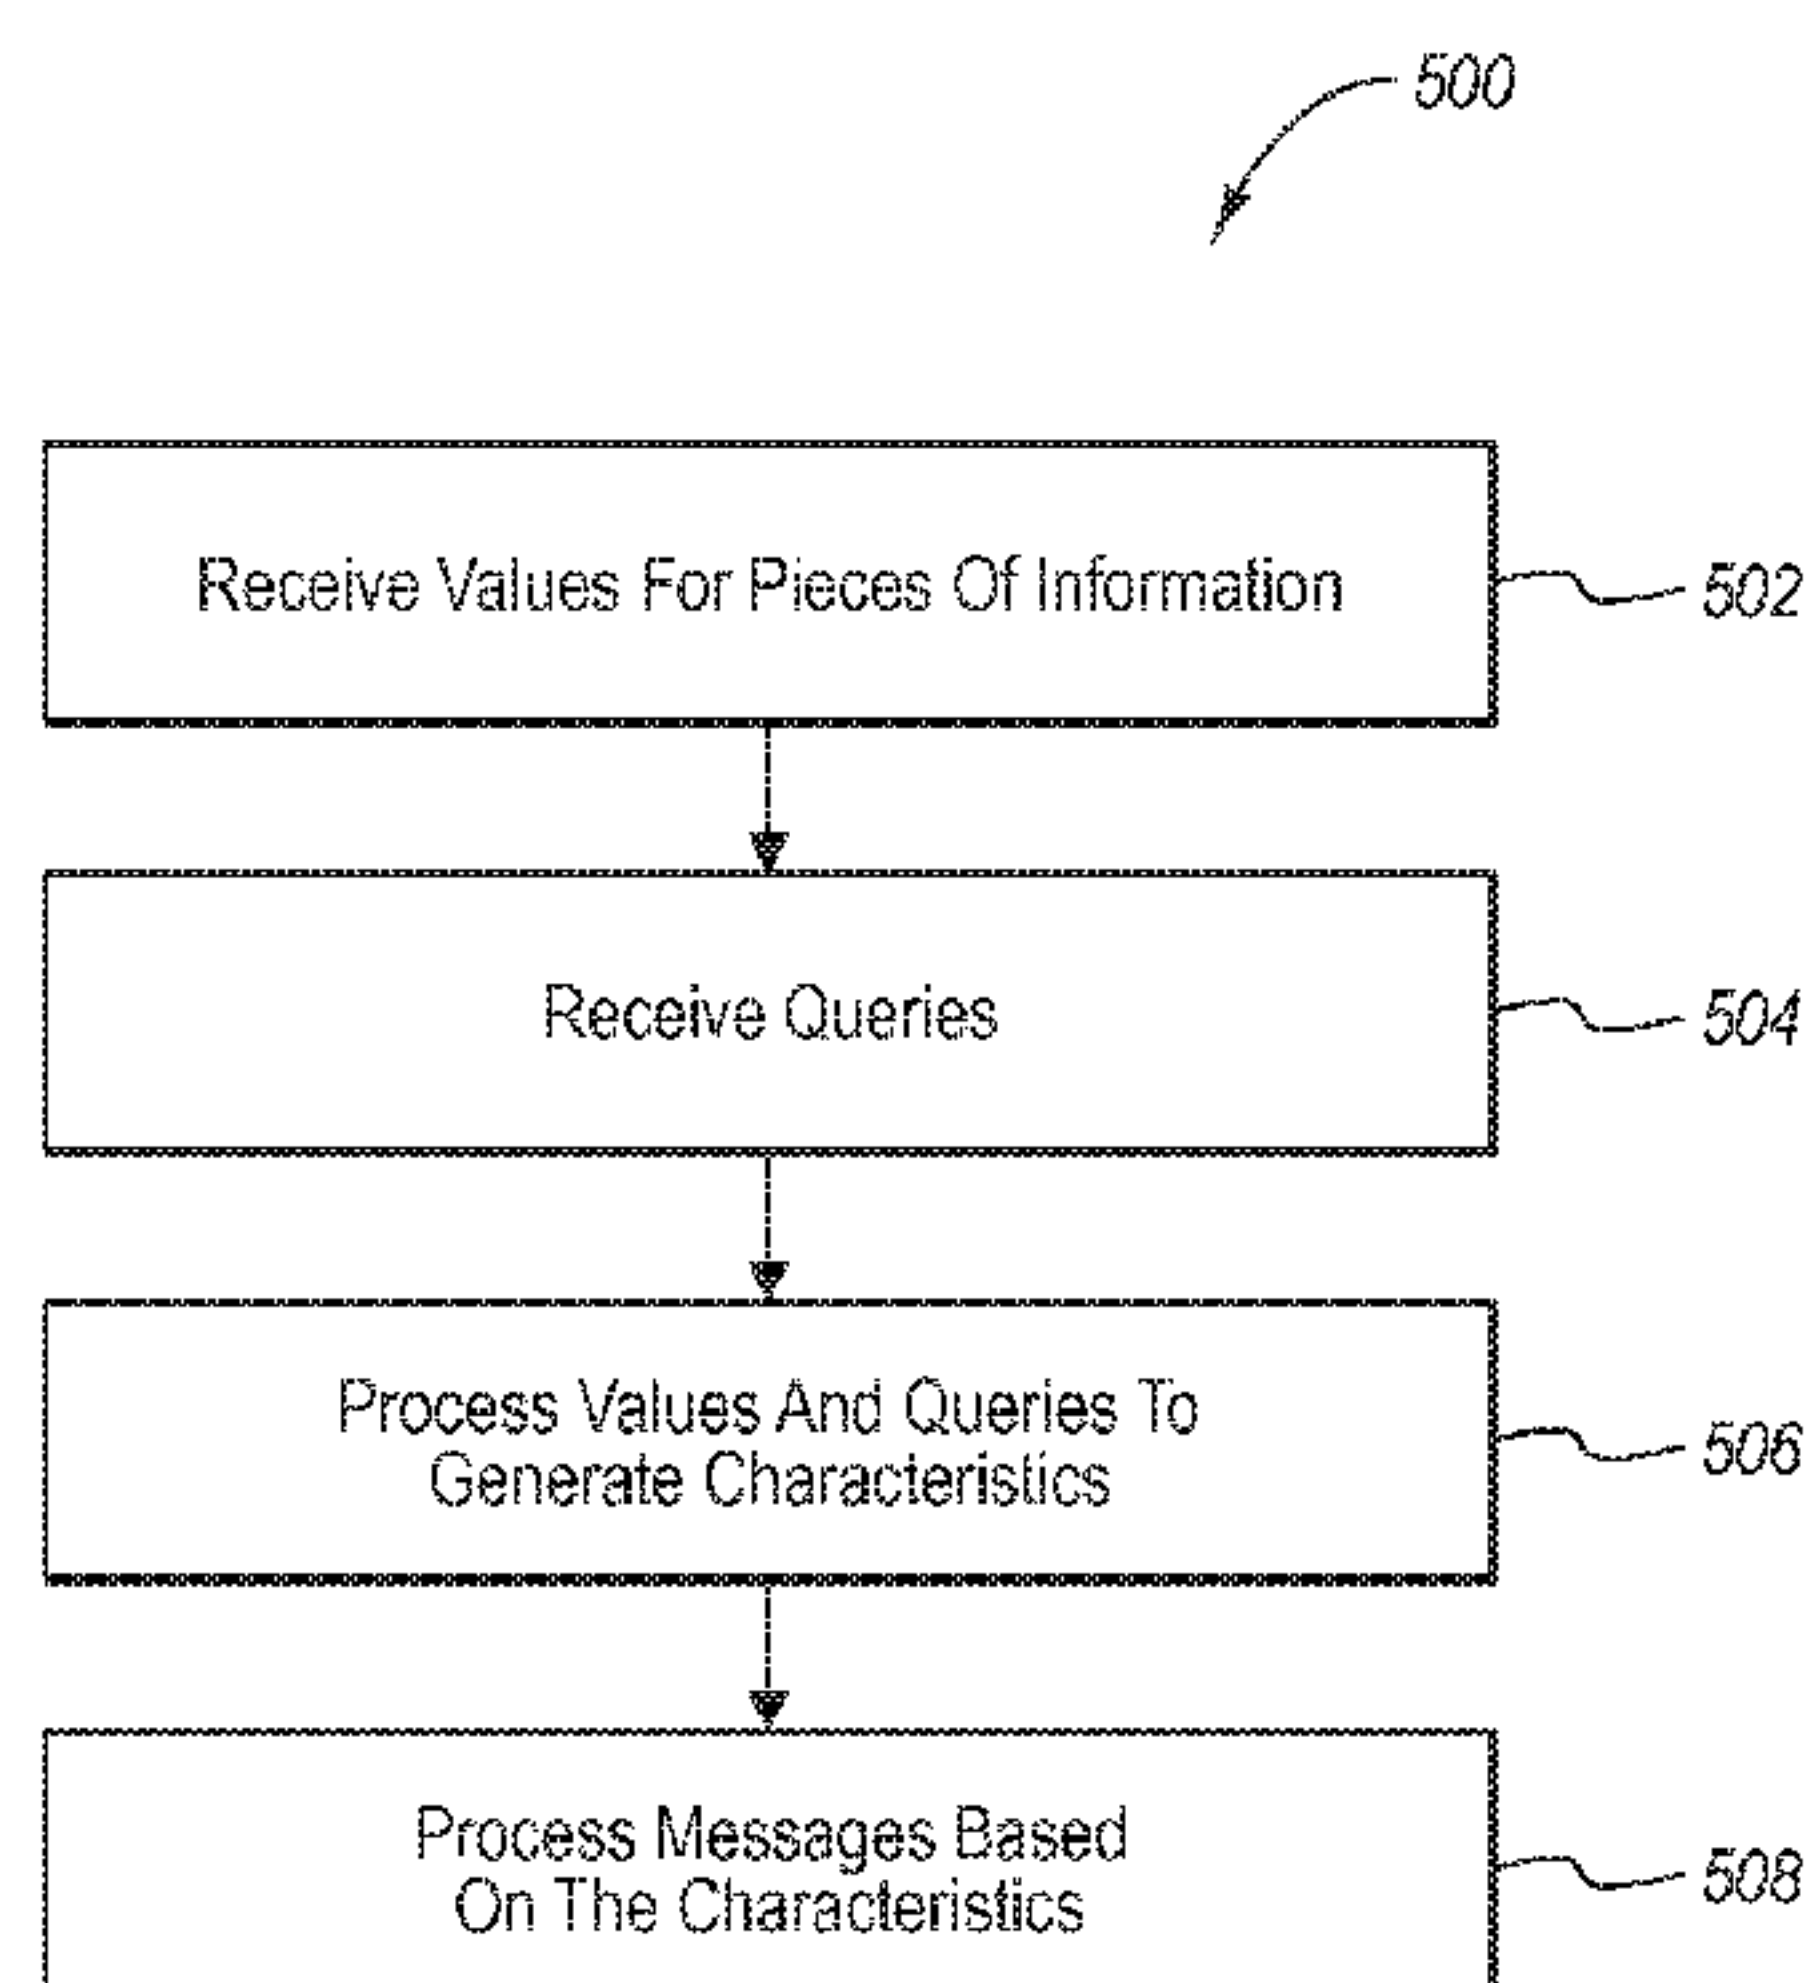 500
Receive Values For Pieces Of Information
502
Receive Queries
504
Process Values And Queries To
Generate Characteristics
506
Process Messages Based
On The Characteristics
508